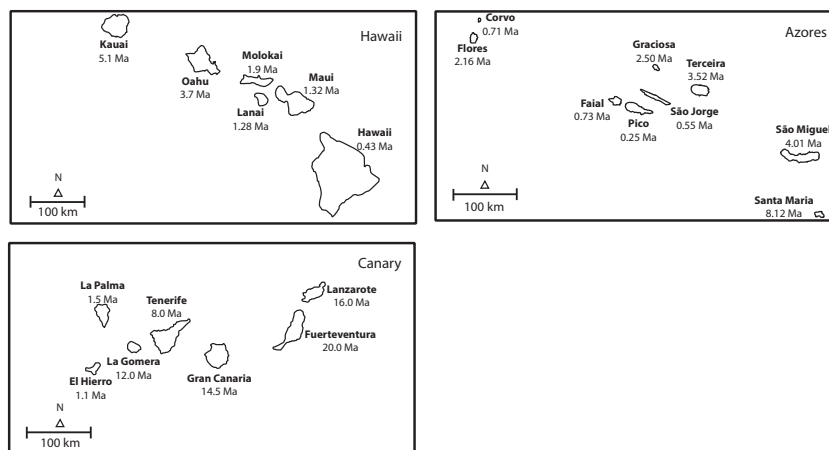 Hawaii
Kauai
5.1 Ma
Oahu
3.7 Ma
Molokai
1.9 Ma
Maui
1.32 Ma
Lanai
1.28 Ma
Hawaii
0.43 Ma
N
100 km
Azores
Corvo
0.71 Ma
Flores
2.16 Ma
Graciosa
2.50 Ma
Terceira
3.52 Ma
Faial
0.73 Ma
Pico
0.25 Ma
São Jorge
0.55 Ma
São Miguel
4.01 Ma
Santa Maria
8.12 Ma
N
100 km
Canary
La Palma
1.5 Ma
Tenerife
8.0 Ma
Lanzarote
16.0 Ma
Fuerteventura
20.0 Ma
La Gomera
12.0 Ma
El Hierro
1.1 Ma
Gran Canaria
14.5 Ma
N
100 km